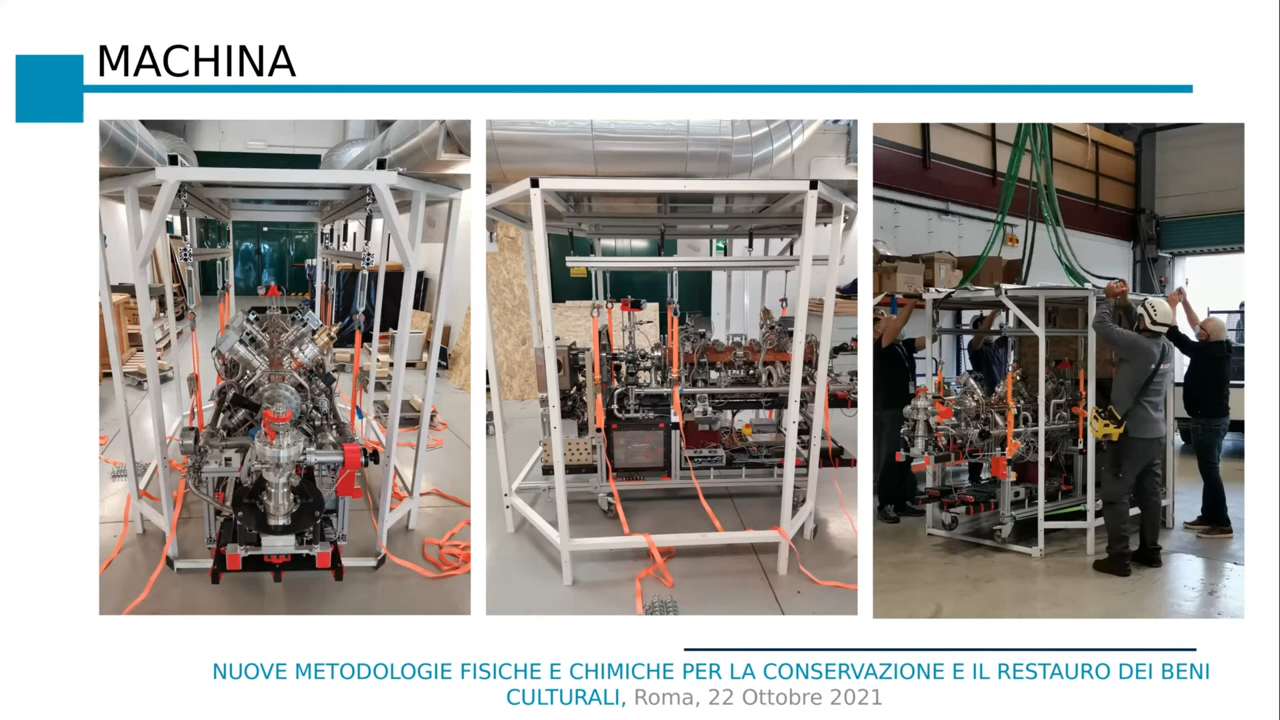 MACHINA
NUOVE METODOLOGIE FISICHE E CHIMICHE PER LA CONSERVAZIONE E IL RESTAURO DEI BENI
CULTURALI, Roma, 22 Ottobre 2021